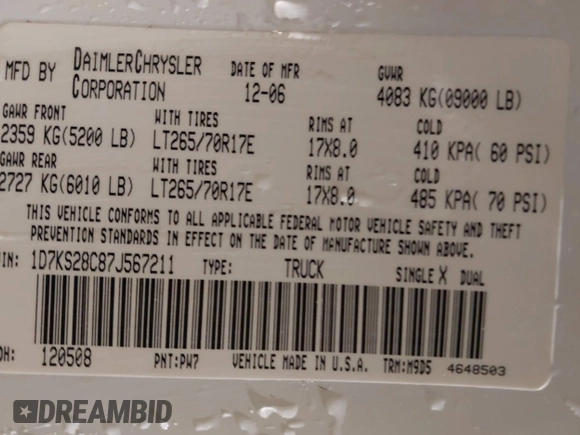 MFD BY DAIMLERCHRYSLER CORPORATION DATE OF MFR 12-06 GVWR 4083 KG(09000 LB)
GAWR FRONT WITH TIRES RIMS AT COLD
2359 KG(5200 LB) LT265/70R17E 17X8.0 410 KPA( 60 PSI)
GAWR REAR WITH TIRES RIMS AT COLD
2727 KG(6010 LB) LT265/70R17E 17X8.0 485 KPA( 70 PSI)
THIS VEHICLE CONFORMS TO ALL APPLICABLE FEDERAL MOTOR VEHICLE SAFETY AND THEFT
PREVENTION STANDARDS IN EFFECT ON THE DATE OF MANUFACTURE SHOWN ABOVE.
IN: 1D7KS28C87J567211 TYPE: TRUCK SINGLE X DUAL
DH: 120508 PNT:PW7 VEHICLE MADE IN U.S.A. TRM:M9D5 4648503
DREAMBID